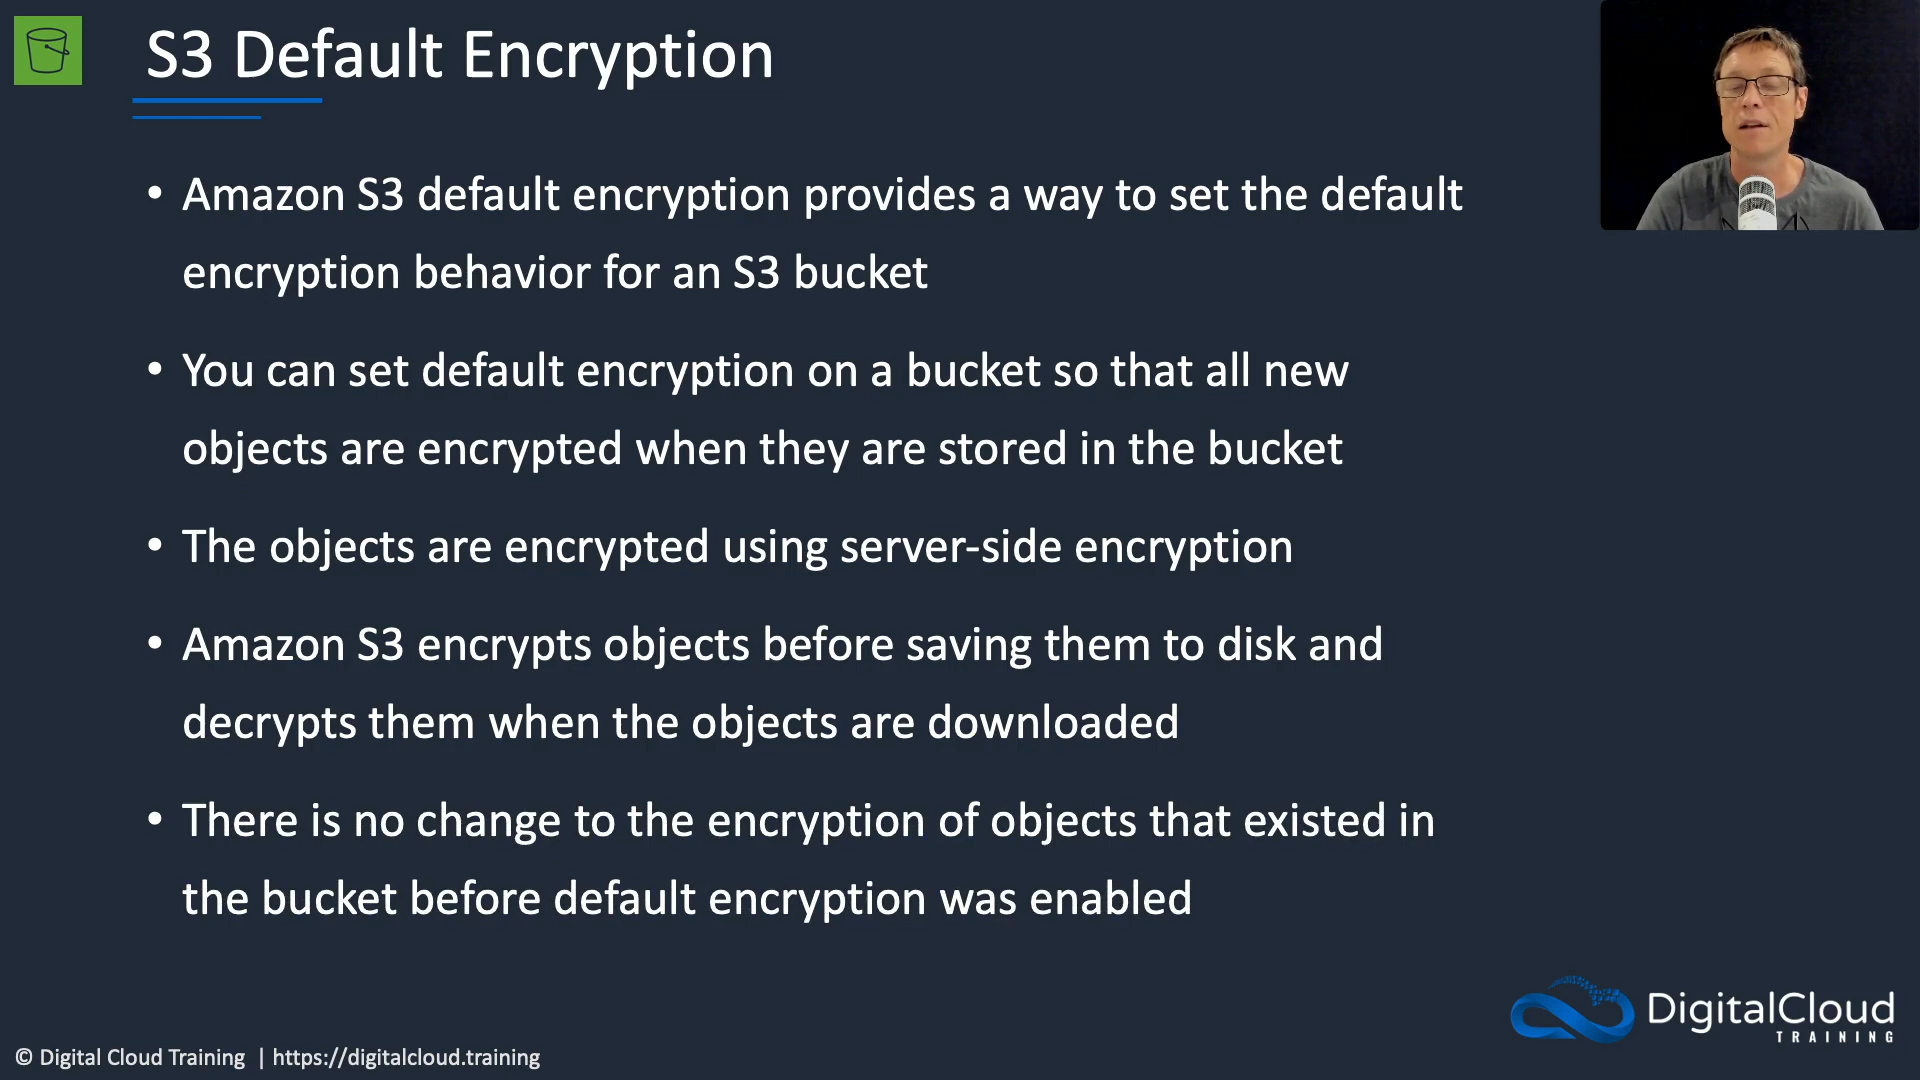 S3 Default Encryption
• Amazon S3 default encryption provides a way to set the default
encryption behavior for an S3 bucket
• You can set default encryption on a bucket so that all new
objects are encrypted when they are stored in the bucket
• The objects are encrypted using server-side encryption
• Amazon S3 encrypts objects before saving them to disk and
decrypts them when the objects are downloaded
• There is no change to the encryption of objects that existed in
the bucket before default encryption was enabled
DigitalCloud
TRAINING
© Digital Cloud Training | https://digitalcloud.training